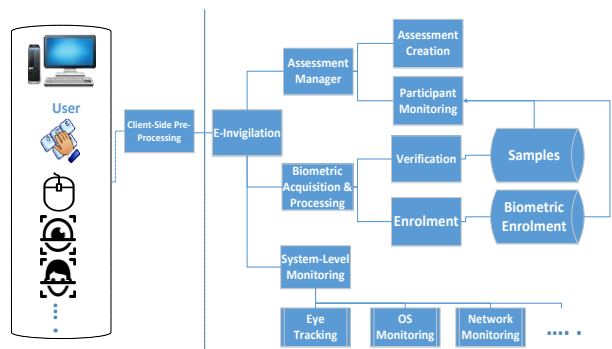 User
Client-Side Pre-
Processing
E-Invigilation
Assessment
Manager
Assessment
Creation
Participant
Monitoring
Biometric
Acquisition &
Processing
Verification
Samples
Enrolment
Biometric
Enrolment
System-Level
Monitoring
Eye
Tracking
OS
Monitoring
Network
Monitoring